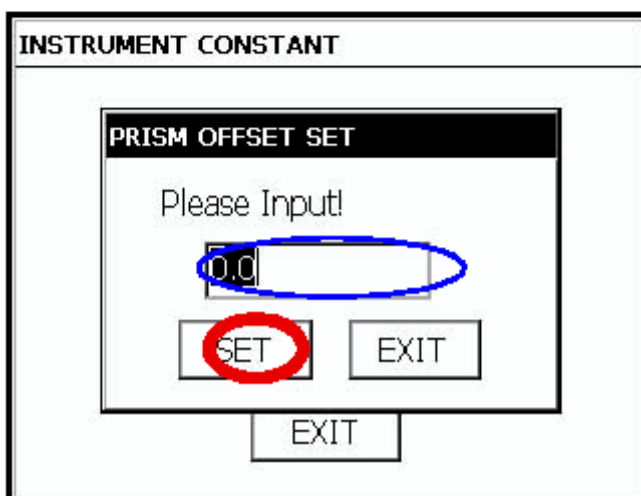 INSTRUMENT CONSTANT
PRISM OFFSET SET
Please Input!
0.0
SET EXIT
EXIT